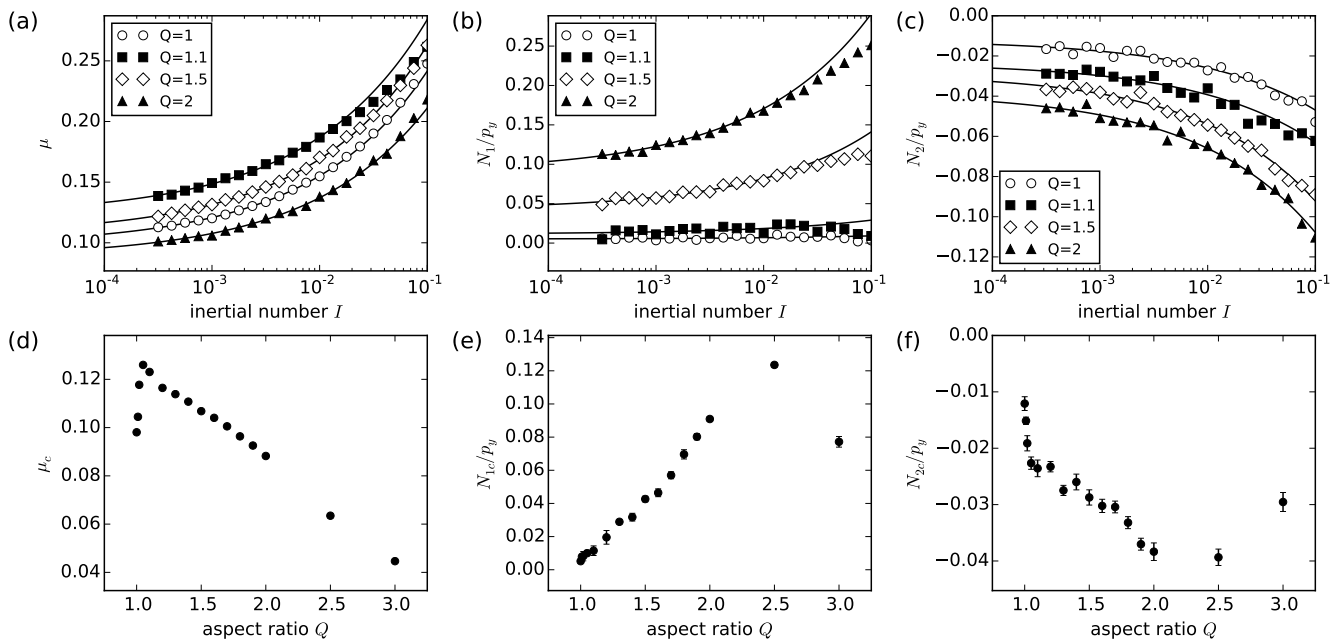 (a)
0.25
0.20
0.15
0.10
μ
Q=1
Q=1.1
Q=1.5
Q=2
10⁻⁴
10⁻³
10⁻²
10⁻¹
inertial number I
(b)
0.25
0.20
0.15
0.10
0.05
0.00
N₁/p_y
Q=1
Q=1.1
Q=1.5
Q=2
10⁻⁴
10⁻³
10⁻²
10⁻¹
inertial number I
(c)
0.00
−0.02
−0.04
−0.06
−0.08
−0.10
−0.12
N₂/p_y
Q=1
Q=1.1
Q=1.5
Q=2
10⁻⁴
10⁻³
10⁻²
10⁻¹
inertial number I
(d)
0.12
0.10
0.08
0.06
0.04
μ_c
1.0
1.5
2.0
2.5
3.0
aspect ratio Q
(e)
0.14
0.12
0.10
0.08
0.06
0.04
0.02
0.00
N₁c/p_y
1.0
1.5
2.0
2.5
3.0
aspect ratio Q
(f)
0.00
−0.01
−0.02
−0.03
−0.04
N₂c/p_y
1.0
1.5
2.0
2.5
3.0
aspect ratio Q